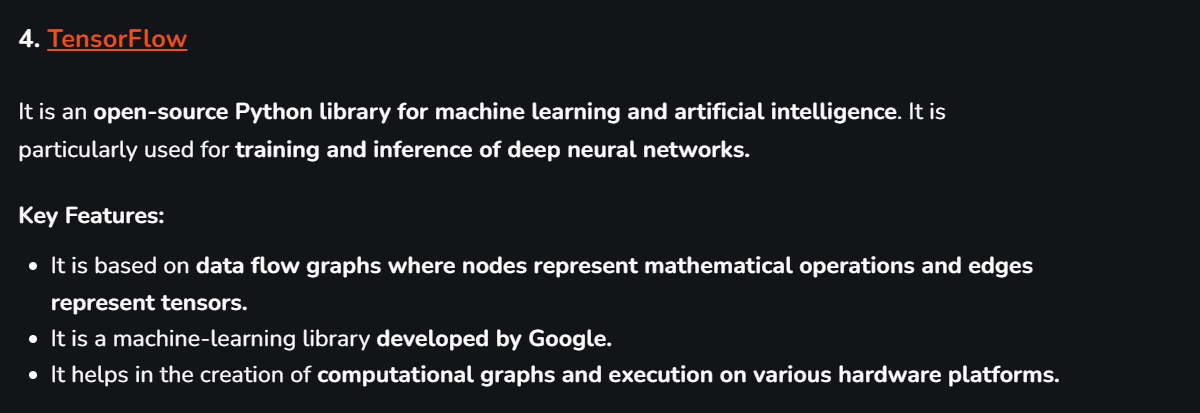 4. TensorFlow
It is an open-source Python library for machine learning and artificial intelligence. It is
particularly used for training and inference of deep neural networks.
Key Features:
• It is based on data flow graphs where nodes represent mathematical operations and edges
represent tensors.
• It is a machine-learning library developed by Google.
• It helps in the creation of computational graphs and execution on various hardware platforms.